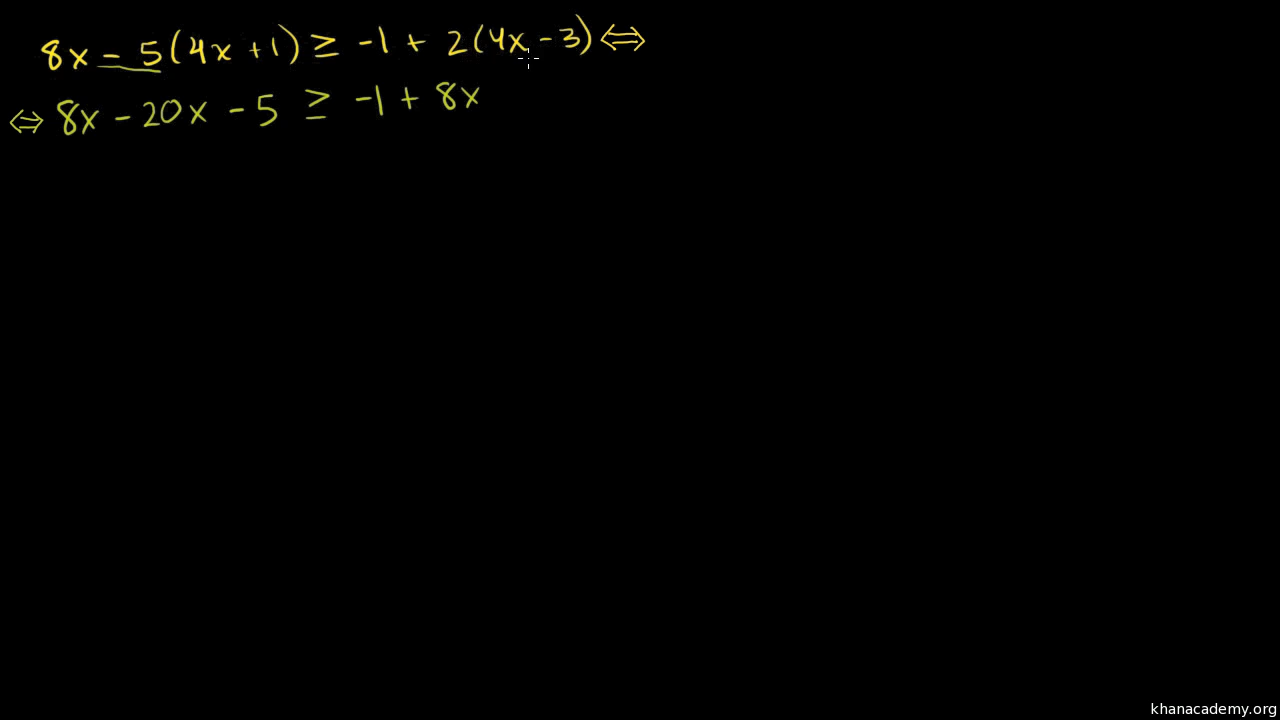 8x - 5(4x + 1) ≥ -1 + 2(4x - 3) ⇔
⇔ 8x - 20x - 5 ≥ -1 + 8x
khanacademy.org